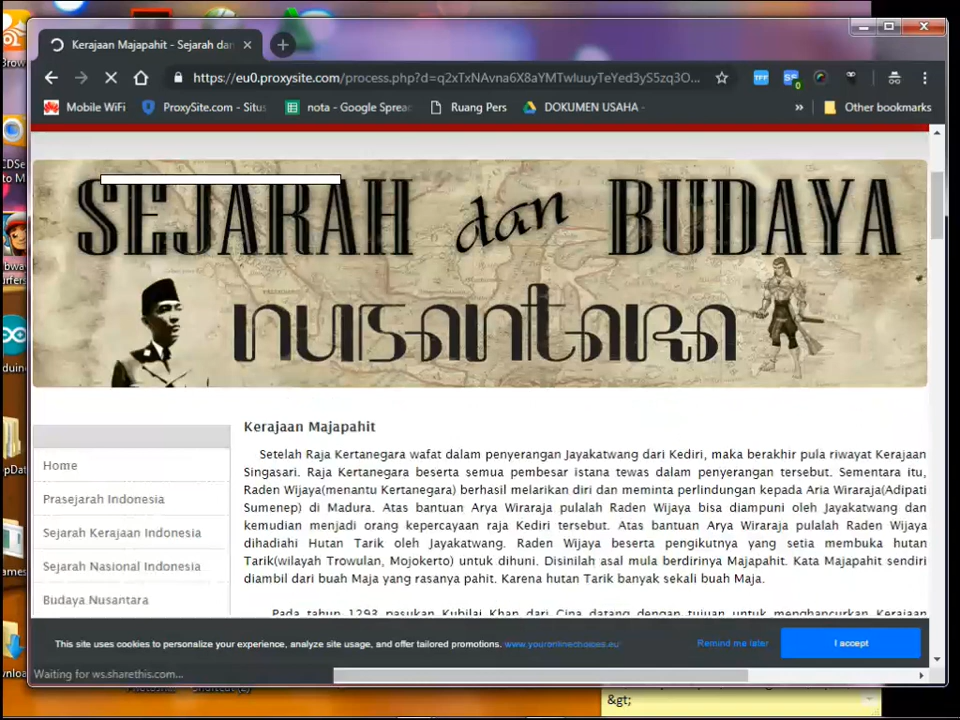 Kerajaan Majapahit - Sejarah dan
https://eu0.proxysite.com/process.php?d=q2xTxNAvna6X8aYMTwIuuyTeYed3yS5zq3O...
TFF
0
Mobile WiFi
ProxySite.com - Situs
nota - Google Sprea
Ruang Pers
DOKUMEN USAHA -
»
Other bookmarks
SEJARAH dan BUDAYA
nusantara
Kerajaan Majapahit
Setelah Raja Kertanegara wafat dalam penyerangan Jayakatwang dari Kediri, maka berakhir pula riwayat Kerajaan
Singasari. Raja Kertanegara beserta semua pembesar istana tewas dalam penyerangan tersebut. Sementara itu,
Raden Wijaya(menantu Kertanegara) berhasil melarikan diri dan meminta perlindungan kepada Aria Wiraraja(Adipati
Sumenep) di Madura. Atas bantuan Arya Wiraraja pulalah Raden Wijaya bisa diampuni oleh Jayakatwang dan
kemudian menjadi orang kepercayaan raja Kediri tersebut. Atas bantuan Arya Wiraraja pulalah Raden Wijaya
dihadiahi Hutan Tarik oleh Jayakatwang. Raden Wijaya beserta pengikutnya yang setia membuka hutan
Tarik(wilayah Trowulan, Mojokerto) untuk dihuni. Disinilah asal mula berdirinya Majapahit. Kata Majapahit sendiri
diambil dari buah Maja yang rasanya pahit. Karena hutan Tarik banyak sekali buah Maja.
Pada tahun 1293 pasukan Kubilai Khan dari Cina datang dengan tujuan untuk menghancurkan Kerajaan
Home
Prasejarah Indonesia
Sejarah Kerajaan Indonesia
Sejarah Nasional Indonesia
Budaya Nusantara
This site uses cookies to personalize your experience, analyze site usage, and offer tailored promotions. www.youronlinechoices.eu
Remind me later
I accept
Waiting for ws.sharethis.com...
&gt;